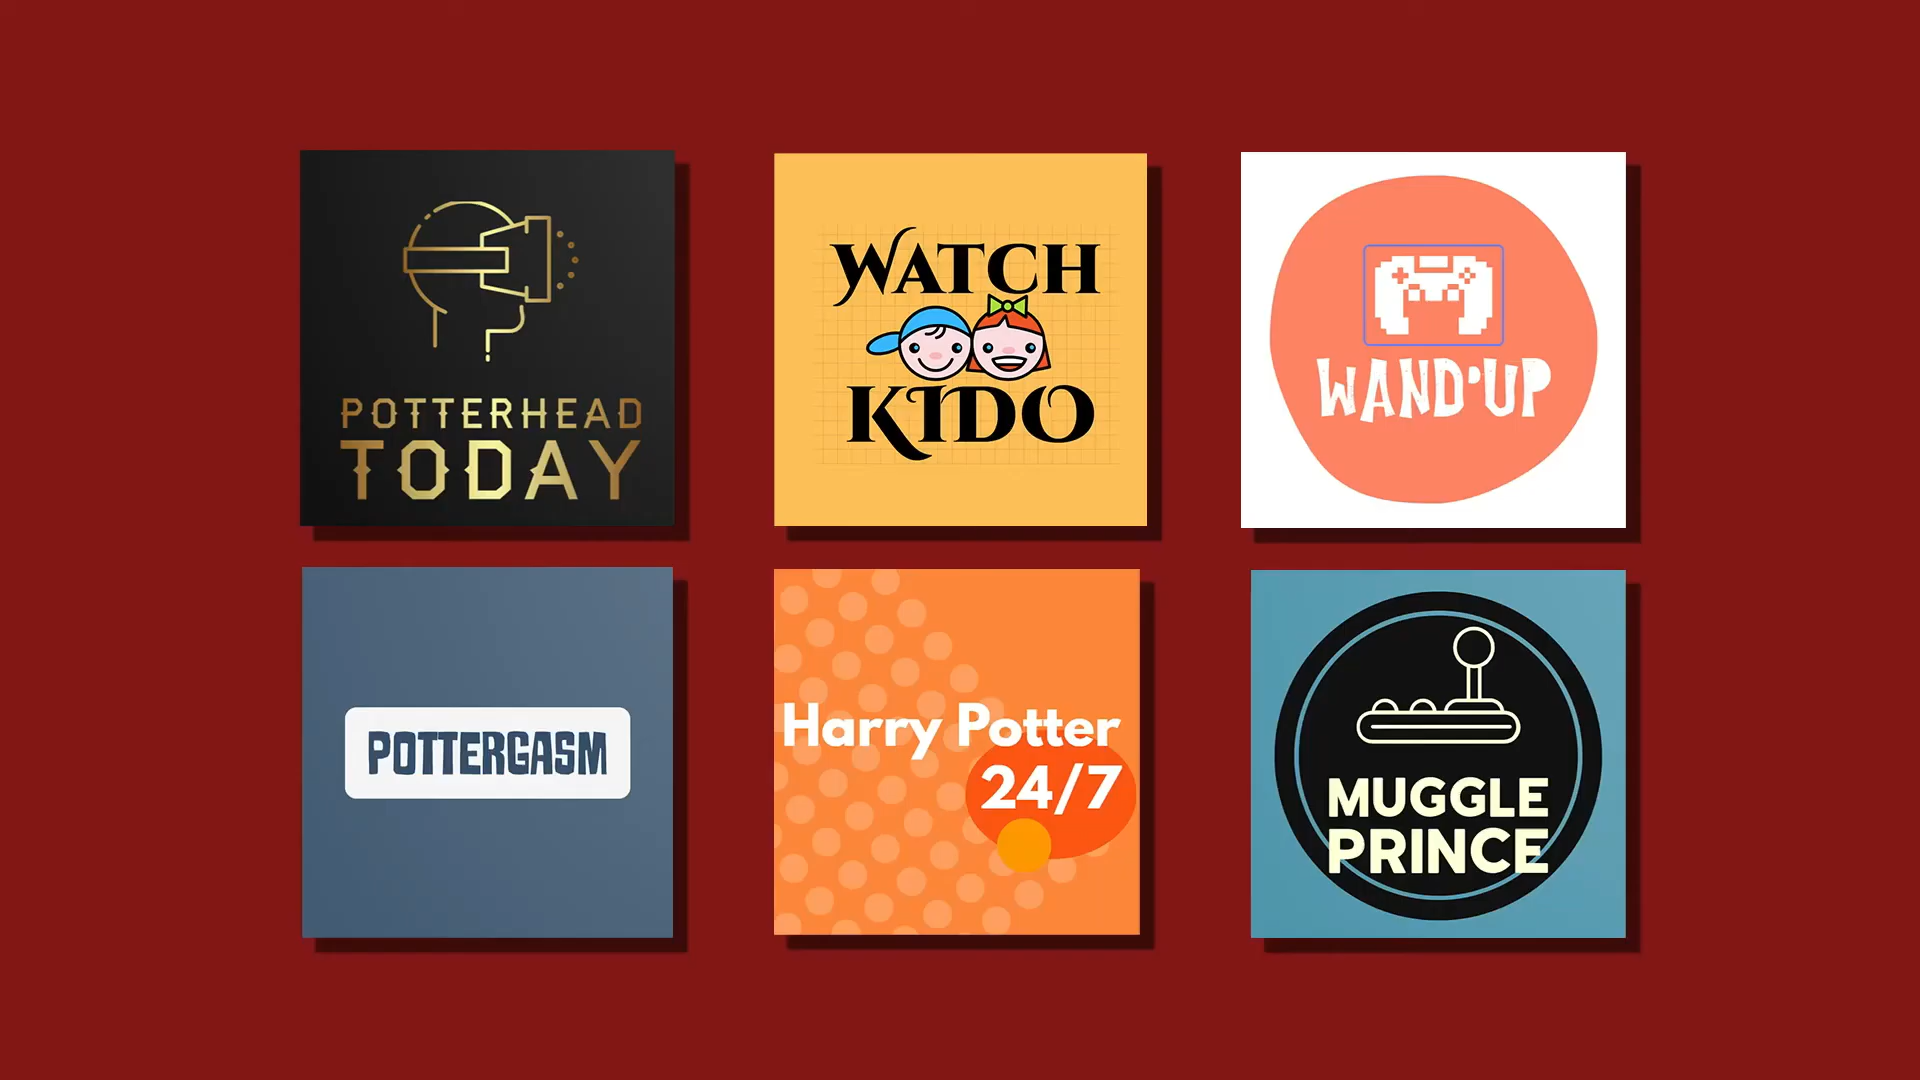 POTTERHEAD
TODAY
WATCH
KIDO
WAND'UP
POTTERGASM
Harry Potter
24/7
MUGGLE
PRINCE